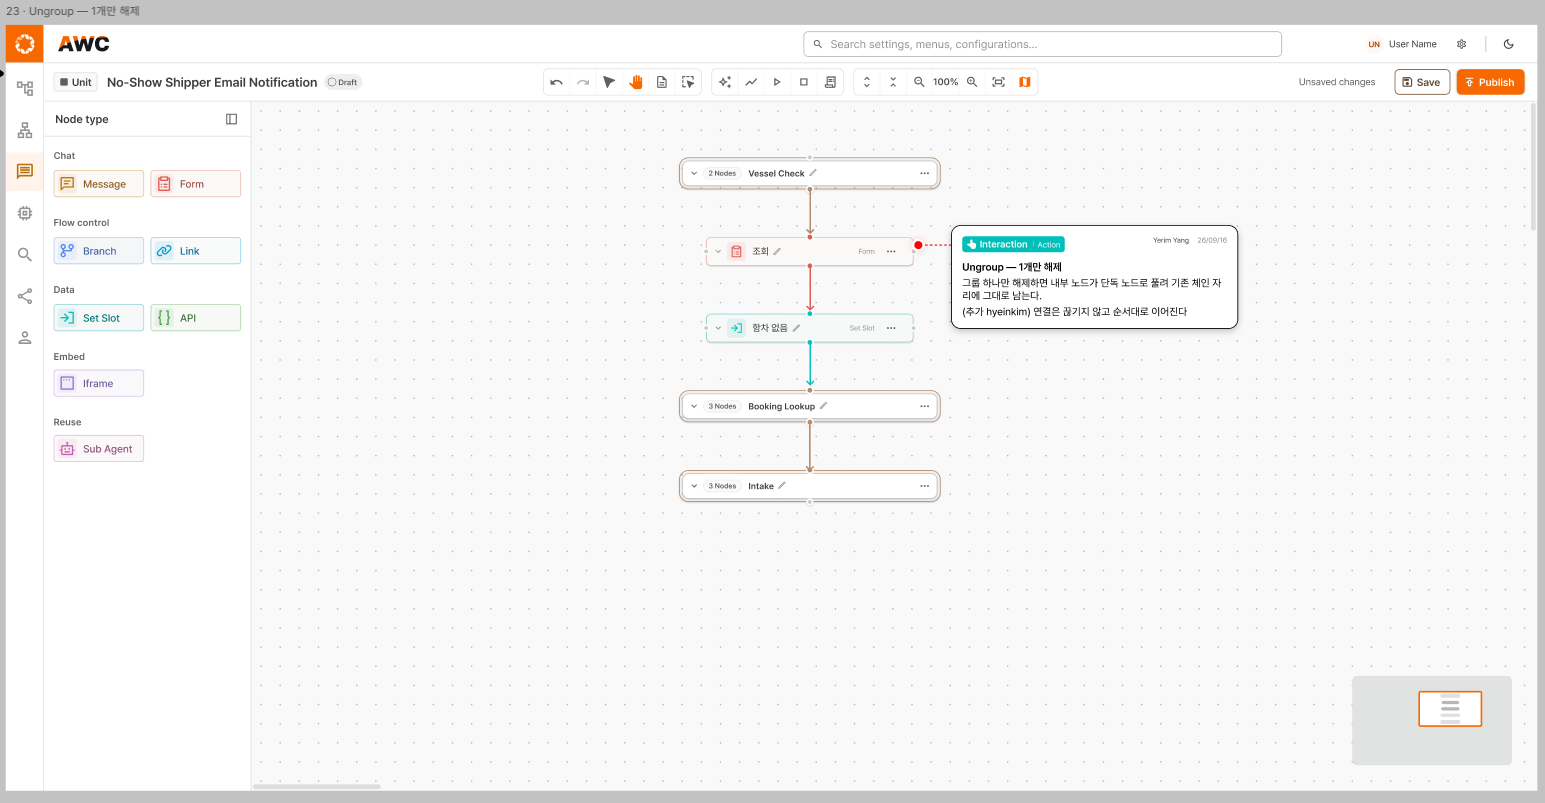 23 · Ungroup — 1개만 해제
AWC
Search settings, menus, configurations...
UN User Name
Unit No-Show Shipper Email Notification Draft
100%
Unsaved changes
Save
Publish
Node type
Chat
Message Form
Flow control
Branch Link
Data
Set Slot API
Embed
Iframe
Reuse
Sub Agent
2 Nodes Vessel Check
조회 Form
항차 없음 Set Slot
3 Nodes Booking Lookup
3 Nodes Intake
Interaction | Action Yerim Yang 26/09/16
Ungroup — 1개만 해제
그룹 하나만 해제하면 내부 노드가 단독 노드로 풀려 기존 체인 자
리에 그대로 남는다.
(추가 hyeinkim) 연결은 끊기지 않고 순서대로 이어진다